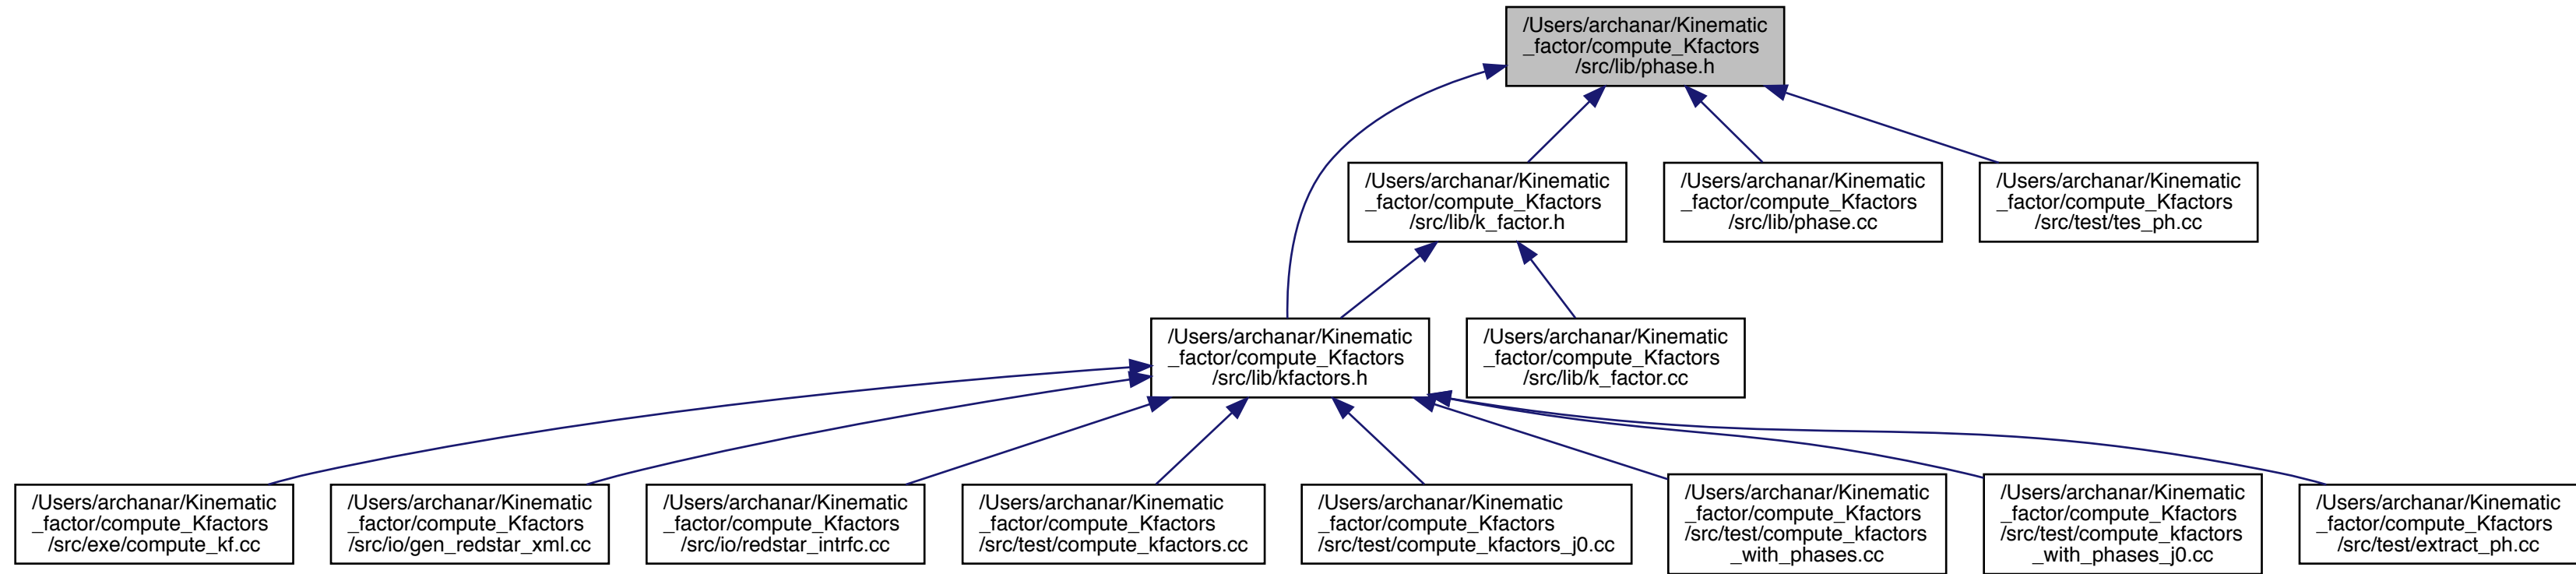 /Users/archanar/Kinematic
_factor/compute_Kfactors
/src/lib/phase.h
/Users/archanar/Kinematic
_factor/compute_Kfactors
/src/lib/k_factor.h
/Users/archanar/Kinematic
_factor/compute_Kfactors
/src/lib/phase.cc
/Users/archanar/Kinematic
_factor/compute_Kfactors
/src/test/tes_ph.cc
/Users/archanar/Kinematic
_factor/compute_Kfactors
/src/lib/kfactors.h
/Users/archanar/Kinematic
_factor/compute_Kfactors
/src/lib/k_factor.cc
/Users/archanar/Kinematic
_factor/compute_Kfactors
/src/exe/compute_kf.cc
/Users/archanar/Kinematic
_factor/compute_Kfactors
/src/io/gen_redstar_xml.cc
/Users/archanar/Kinematic
_factor/compute_Kfactors
/src/io/redstar_intrfc.cc
/Users/archanar/Kinematic
_factor/compute_Kfactors
/src/test/compute_kfactors.cc
/Users/archanar/Kinematic
_factor/compute_Kfactors
/src/test/compute_kfactors_j0.cc
/Users/archanar/Kinematic
_factor/compute_Kfactors
/src/test/compute_kfactors
_with_phases.cc
/Users/archanar/Kinematic
_factor/compute_Kfactors
/src/test/compute_kfactors
_with_phases_j0.cc
/Users/archanar/Kinematic
_factor/compute_Kfactors
/src/test/extract_ph.cc